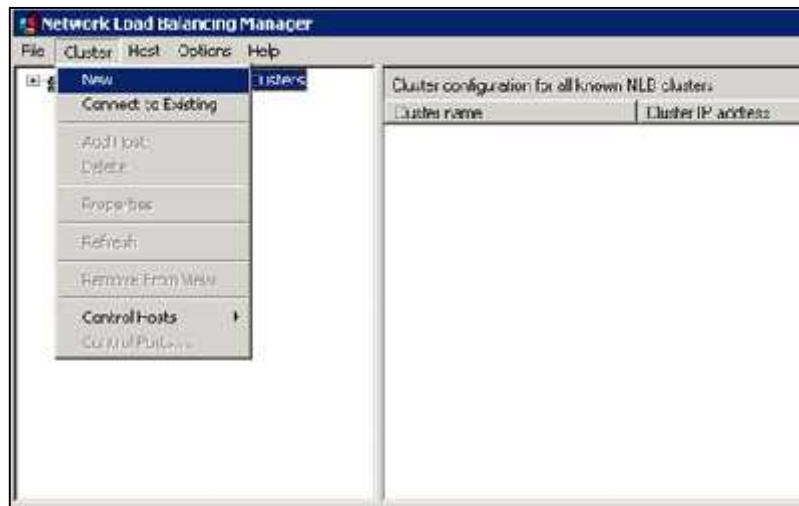 Network Load Balancing Manager
File Cluster Host Options Help
New
Clusters
Connect to Existing
Add Host
Delete
Properties
Refresh
Remove From View
Control Hosts
Control Ports...
Cluster configuration for all known NLB clusters
Cluster name Cluster IP address